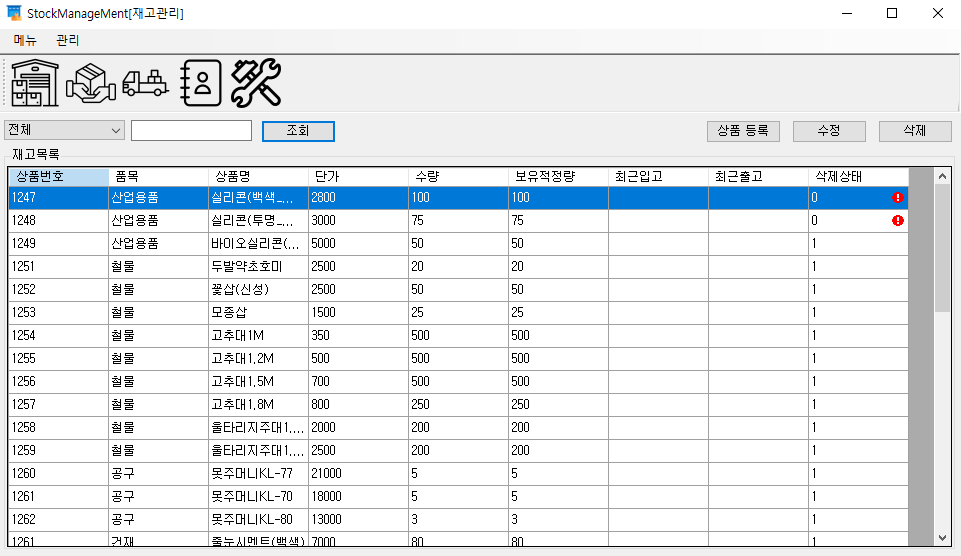 StockManageMent[재고관리]
메뉴 관리
전체 조회 상품 등록 수정 삭제
재고목록
상품번호 품목 상품명 단가 수량 보유적정량 최근입고 최근출고 삭제상태
1247 산업용품 실리콘(백색_... 2800 100 100 0
1248 산업용품 실리콘(투명_... 3000 75 75 0
1249 산업용품 바이오실리콘(... 5000 50 50 1
1251 철물 두발약초호미 2500 20 20 1
1252 철물 꽃삽(신성) 2500 50 50 1
1253 철물 모종삽 1500 25 25 1
1254 철물 고추대1M 350 500 500 1
1255 철물 고추대1.2M 500 500 500 1
1256 철물 고추대1.5M 700 500 500 1
1257 철물 고추대1.8M 800 250 250 1
1258 철물 울타리지주대1.... 2000 200 200 1
1259 철물 울타리지주대1.... 2500 200 200 1
1260 공구 못주머니KL-77 21000 5 5 1
1261 공구 못주머니KL-70 18000 5 5 1
1262 공구 못주머니KL-80 13000 3 3 1
1261 건재 줄눈시멘트(백색) 7000 80 80 1